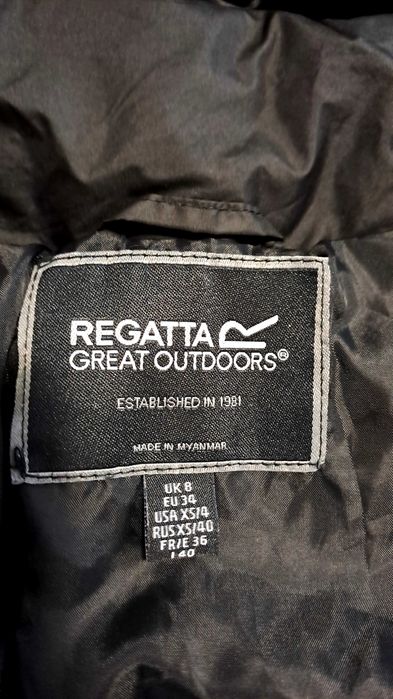 REGATTA
GREAT OUTDOORS®
ESTABLISHED IN 1981
MADE IN MYANMAR
UK 8
EU 34
USA XS/4
RUS XS/40
FR/E 36
I 40